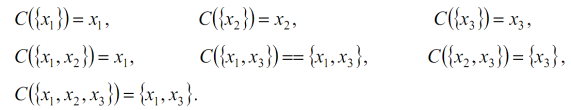 C({x₁}) = x₁, C({x₂}) = x₂, C({x₃}) = x₃,
C({x₁, x₂}) = x₁, C({x₁, x₃}) == {x₁, x₃}, C({x₂, x₃}) = {x₃},
C({x₁, x₂, x₃}) = {x₁, x₃}.